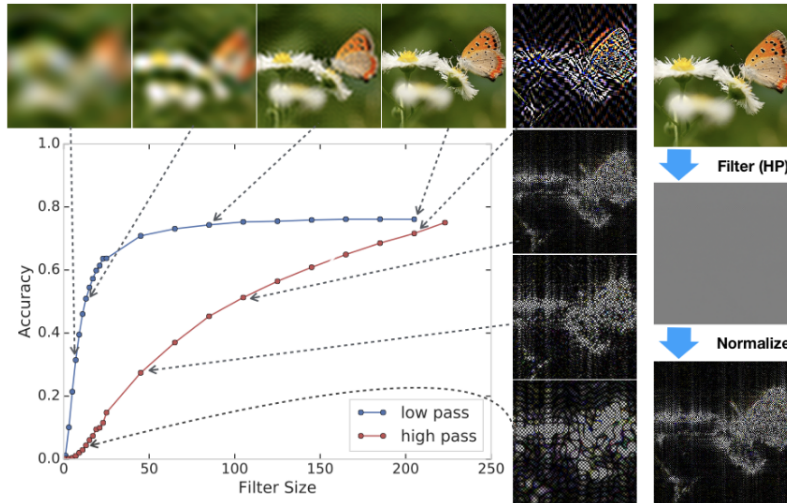 Filter (HP)
Normalize
1.0
0.8
0.6
0.4
0.2
0.0
Accuracy
low pass
high pass
0
50
100
150
200
250
Filter Size